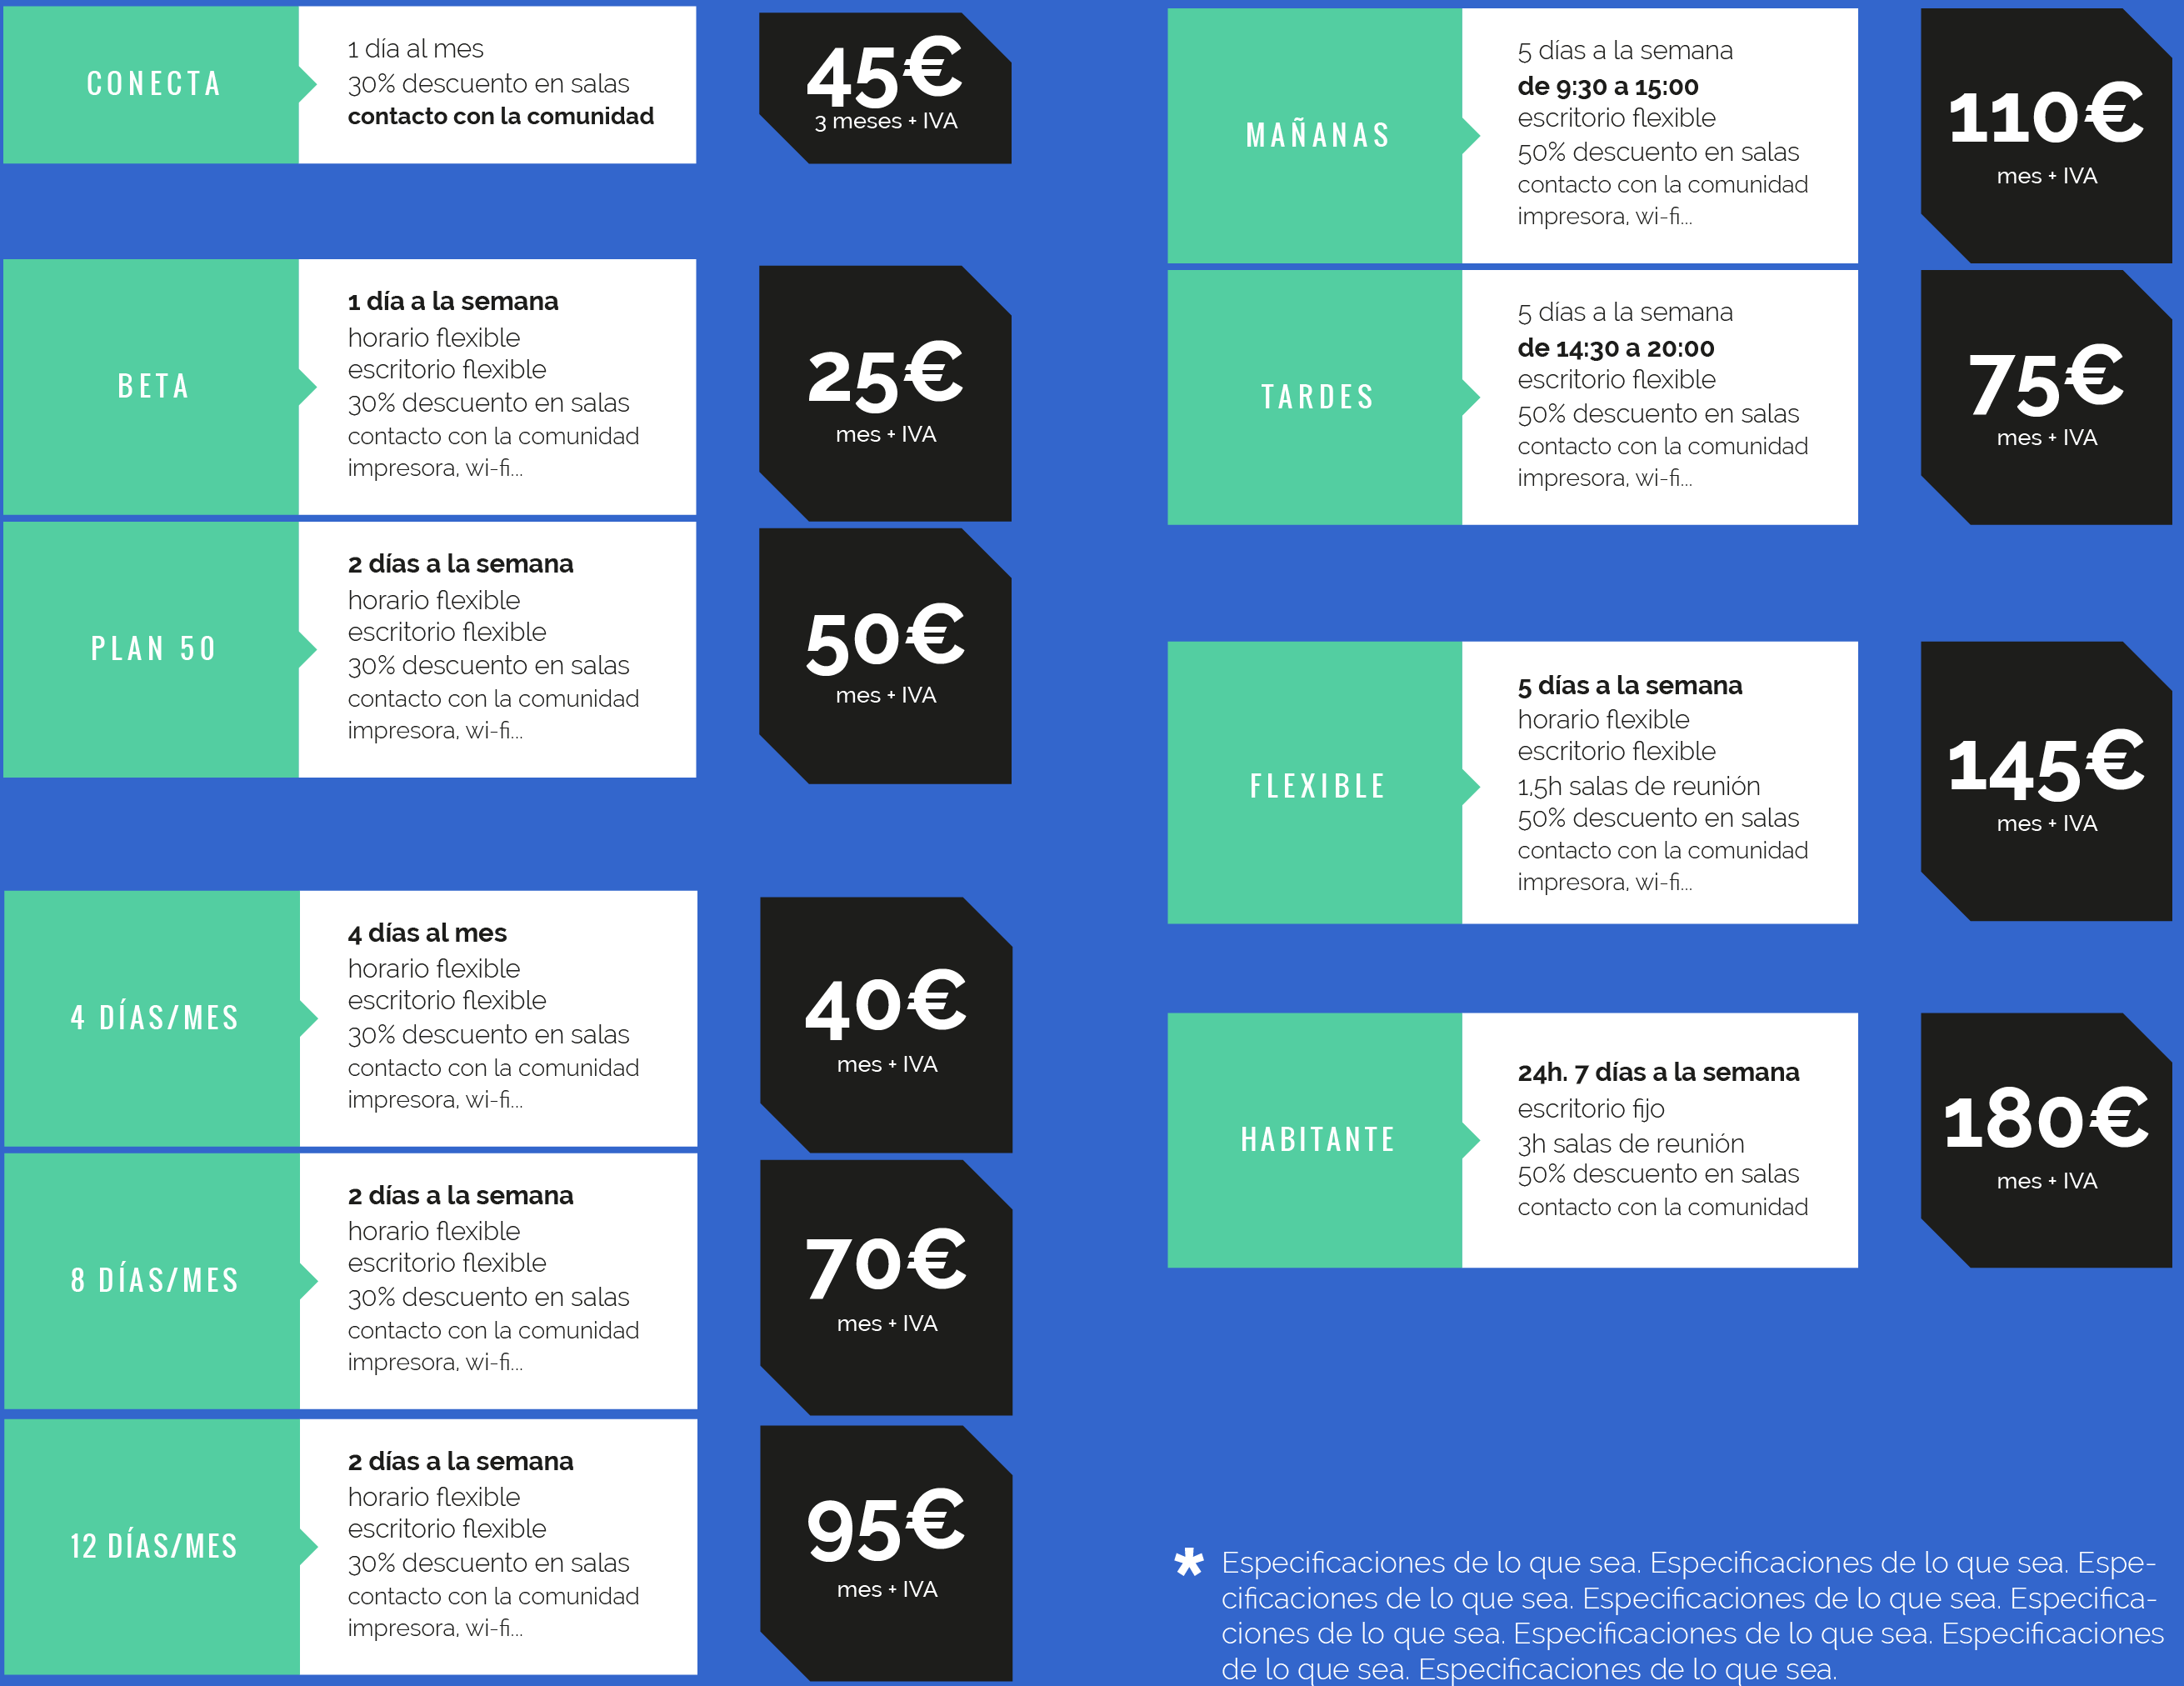 CONECTA
1 día al mes
30% descuento en salas
contacto con la comunidad
45€
3 meses + IVA
BETA
1 día a la semana
horario flexible
escritorio flexible
30% descuento en salas
contacto con la comunidad
impresora, wi-fi...
25€
mes + IVA
PLAN 50
2 días a la semana
horario flexible
escritorio flexible
30% descuento en salas
contacto con la comunidad
impresora, wi-fi...
50€
mes + IVA
4 DÍAS/MES
4 días al mes
horario flexible
escritorio flexible
30% descuento en salas
contacto con la comunidad
impresora, wi-fi...
40€
mes + IVA
8 DÍAS/MES
2 días a la semana
horario flexible
escritorio flexible
30% descuento en salas
contacto con la comunidad
impresora, wi-fi...
70€
mes + IVA
12 DÍAS/MES
2 días a la semana
horario flexible
escritorio flexible
30% descuento en salas
contacto con la comunidad
impresora, wi-fi...
95€
mes + IVA
MAÑANAS
5 días a la semana
de 9:30 a 15:00
escritorio flexible
50% descuento en salas
contacto con la comunidad
impresora, wi-fi...
110€
mes + IVA
TARDES
5 días a la semana
de 14:30 a 20:00
escritorio flexible
50% descuento en salas
contacto con la comunidad
impresora, wi-fi...
75€
mes + IVA
FLEXIBLE
5 días a la semana
horario flexible
escritorio flexible
1,5h salas de reunión
50% descuento en salas
contacto con la comunidad
impresora, wi-fi...
145€
mes + IVA
HABITANTE
24h. 7 días a la semana
escritorio fijo
3h salas de reunión
50% descuento en salas
contacto con la comunidad
180€
mes + IVA
* Especificaciones de lo que sea. Especificaciones de lo que sea. Espe-
cificaciones de lo que sea. Especificaciones de lo que sea. Especifica-
ciones de lo que sea. Especificaciones de lo que sea. Especificaciones
de lo que sea. Especificaciones de lo que sea.